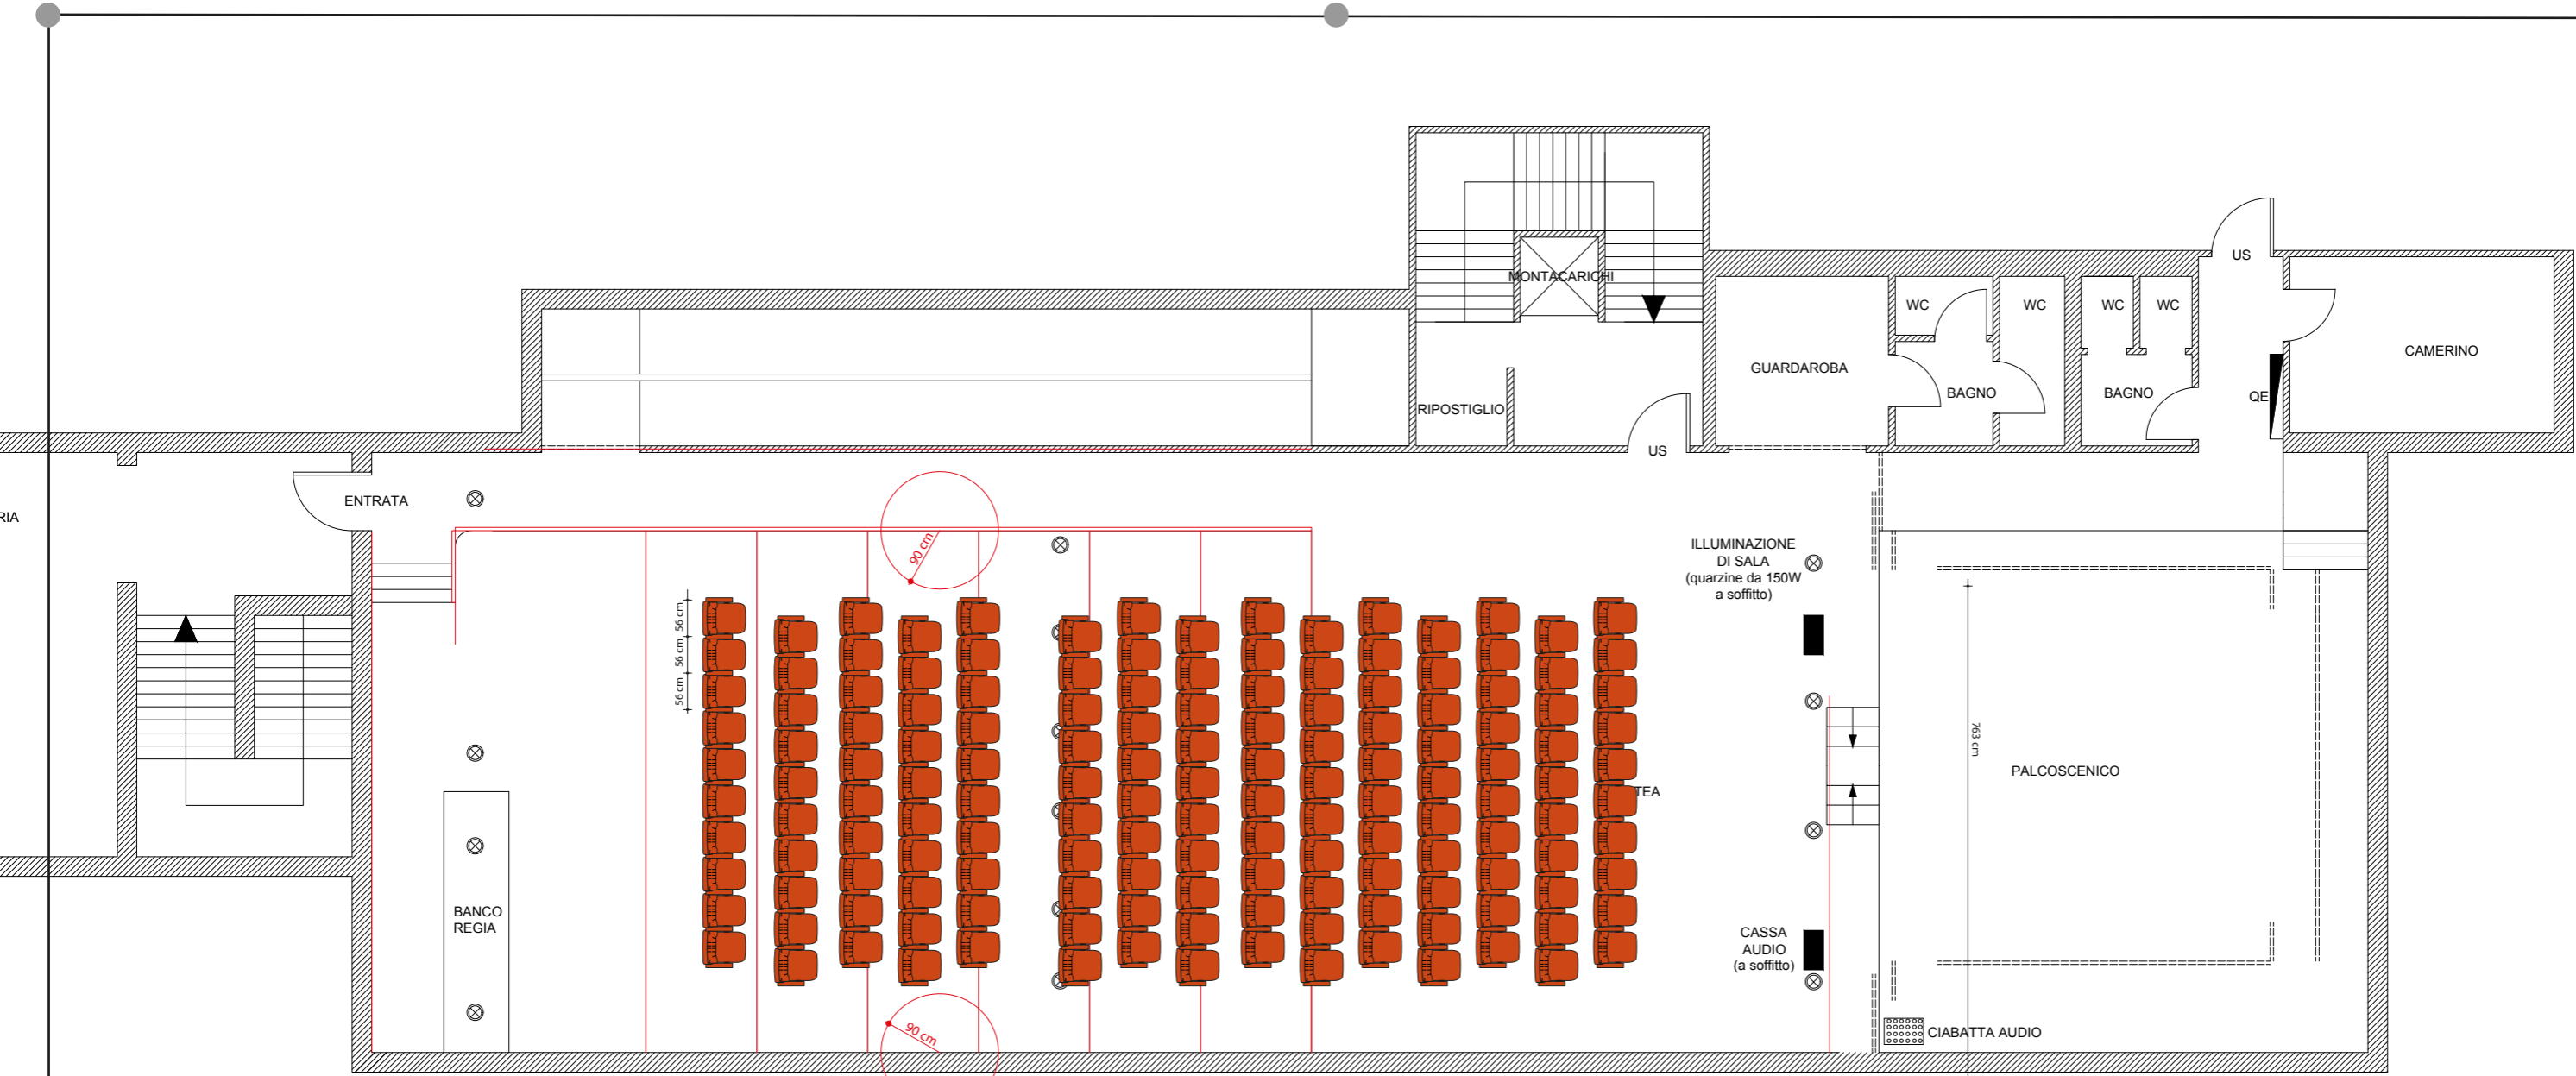 US
MONTACARICHI
WC
WC
WC
WC
CAMERINO
GUARDAROBA
BAGNO
BAGNO
QE
RIPOSTIGLIO
US
ENTRATA
RIA
90 cm
ILLUMINAZIONE
DI SALA
(quarzine da 150W
a soffitto)
56 cm
56 cm
56 cm
763 cm
PALCOSCENICO
TEA
BANCO
REGIA
CASSA
AUDIO
(a soffitto)
90 cm
CIABATTA AUDIO